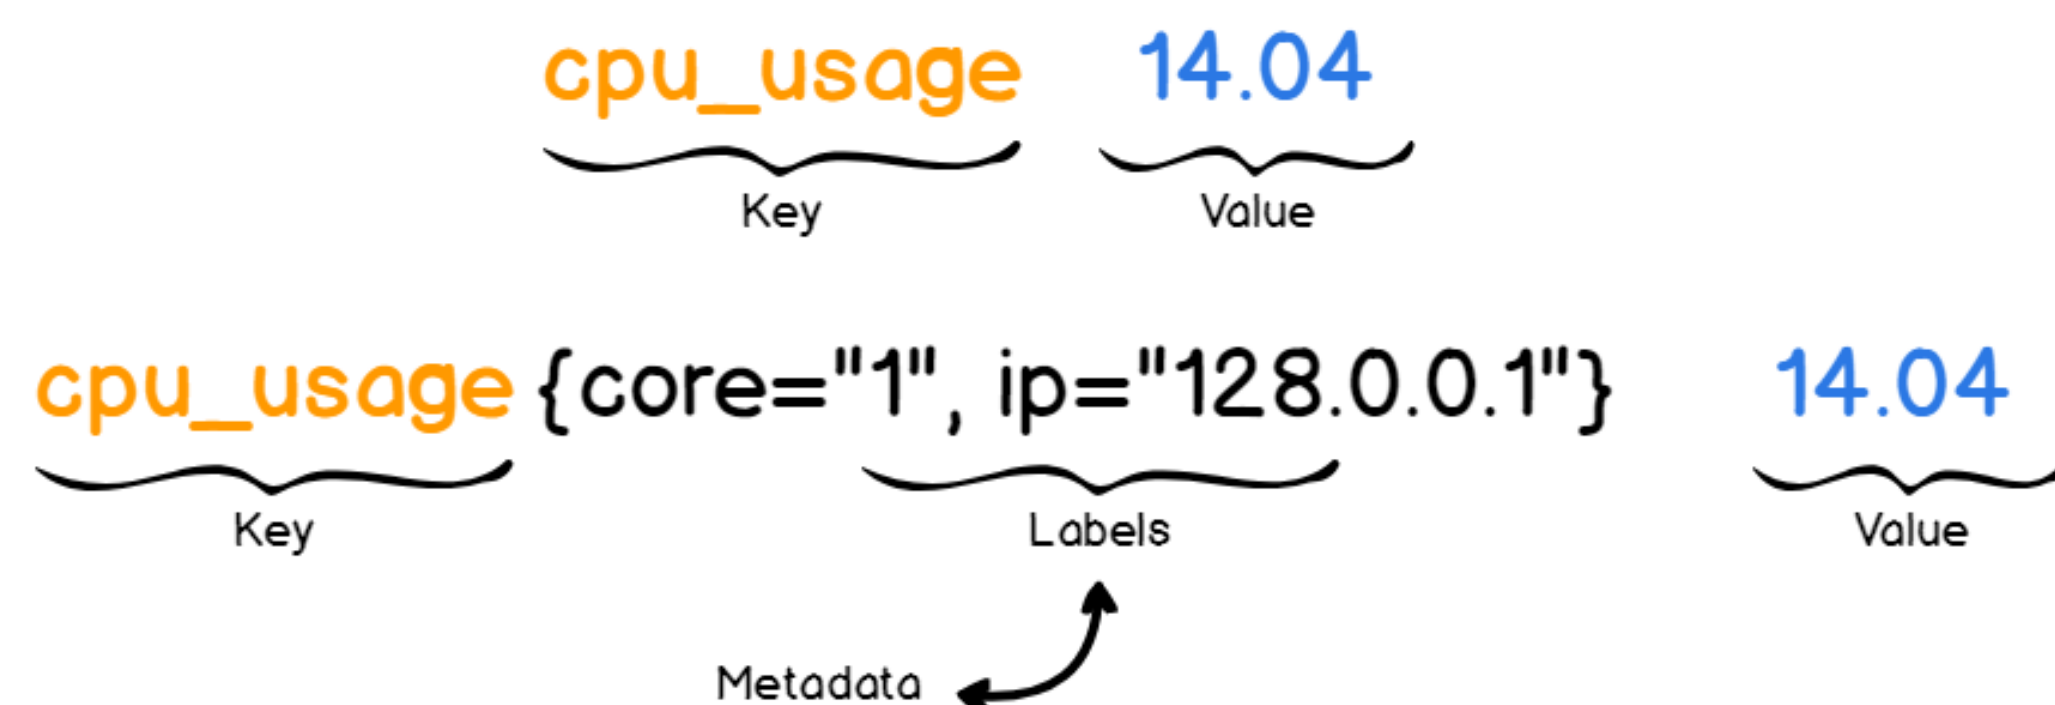 cpu_usage 14.04
Key Value
cpu_usage {core="1", ip="128.0.0.1"} 14.04
Key Labels Value
Metadata